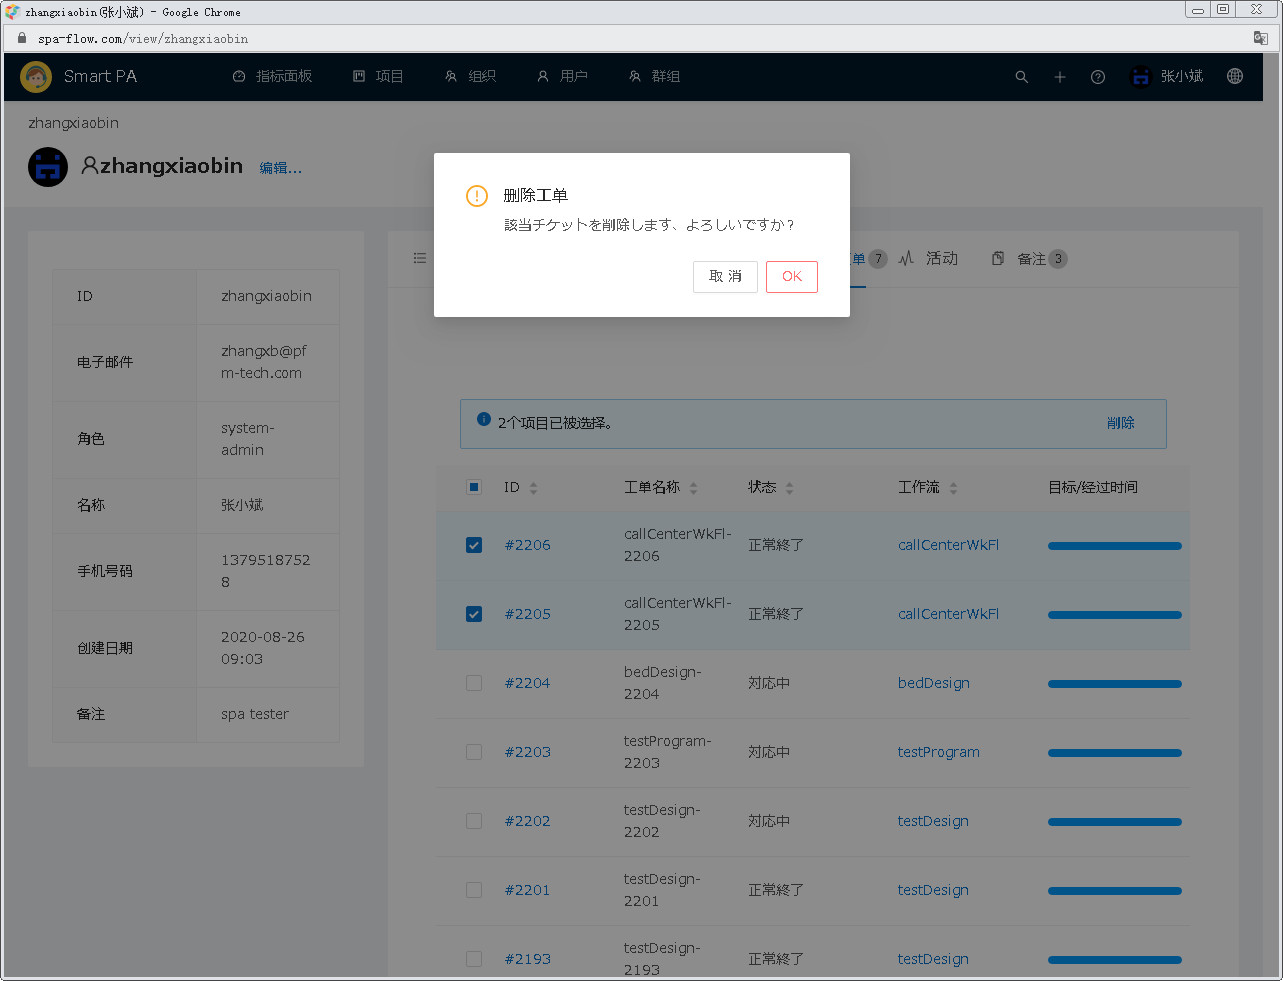 zhangxiaobin(张小斌) - Google Chrome
spa-flow.com/view/zhangxiaobin
Smart PA
指标面板
项目
组织
用户
群组
张小斌
zhangxiaobin
zhangxiaobin
编辑...
删除工单
該当チケットを削除します、よろしいですか？
取 消
OK
单 7
活动
备注 3
ID
zhangxiaobin
电子邮件
zhangxb@pf
m-tech.com
角色
system-
admin
名称
张小斌
手机号码
1379518752
8
创建日期
2020-08-26
09:03
备注
spa tester
2个项目已被选择。
删除
ID
工单名称
状态
工作流
目标/经过时间
#2206
callCenterWkFl-
2206
正常終了
callCenterWkFl
#2205
callCenterWkFl-
2205
正常終了
callCenterWkFl
#2204
bedDesign-
2204
対応中
bedDesign
#2203
testProgram-
2203
対応中
testProgram
#2202
testDesign-
2202
対応中
testDesign
#2201
testDesign-
2201
正常終了
testDesign
#2193
testDesign-
2193
正常終了
testDesign